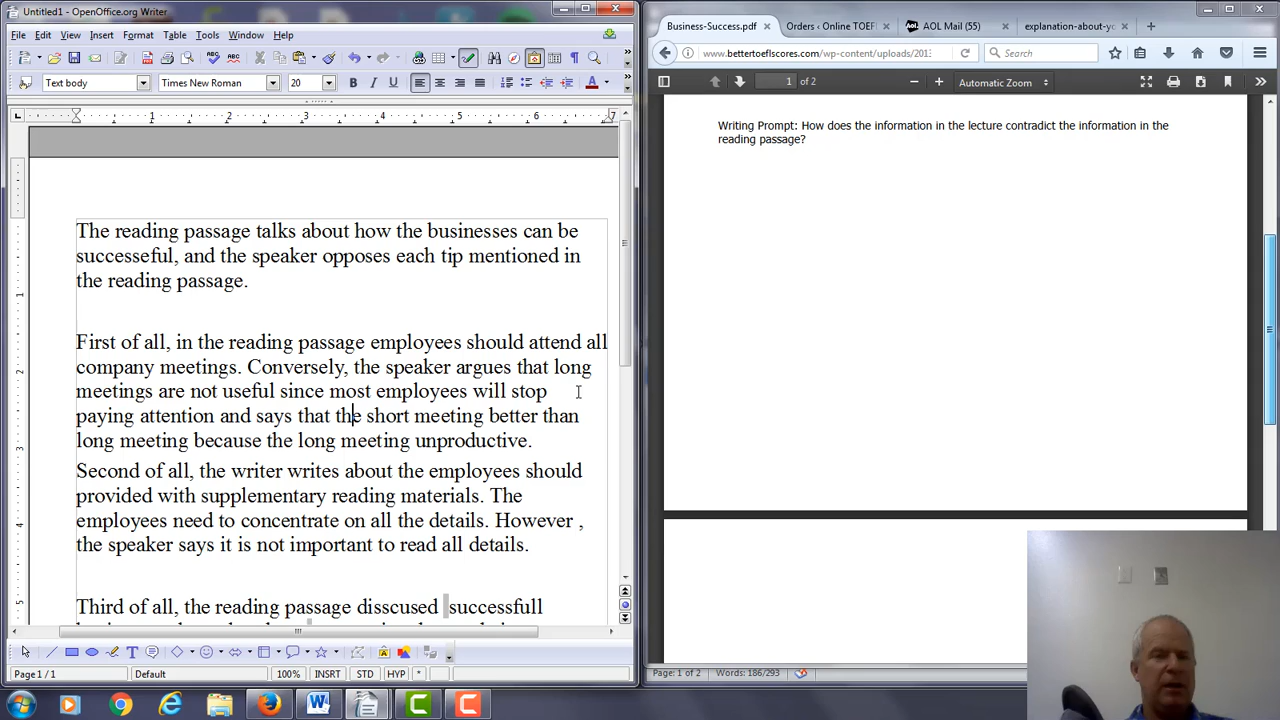 Untitled1 - OpenOffice.org Writer
File Edit View Insert Format Table Tools Window Help
Text body Times New Roman 20
1 2 3 4 5 6 7
The reading passage talks about how the businesses can be
successeful, and the speaker opposes each tip mentioned in
the reading passage.
First of all, in the reading passage employees should attend all
company meetings. Conversely, the speaker argues that long
meetings are not useful since most employees will stop
paying attention and says that the short meeting better than
long meeting because the long meeting unproductive.
Second of all, the writer writes about the employees should
provided with supplementary reading materials. The
employees need to concentrate on all the details. However ,
the speaker says it is not important to read all details.
Third of all, the reading passage disscused successfull
Page 1 / 1 Default 100% INSRT STD HYP *
Business-Success.pdf Orders ‹ Online TOEF AOL Mail (55) explanation-about-yo
www.bettertoeflscores.com/wp-content/uploads/201 Search
1 of 2 Automatic Zoom
Writing Prompt: How does the information in the lecture contradict the information in the
reading passage?
Page: 1 of 2 Words: 186/293